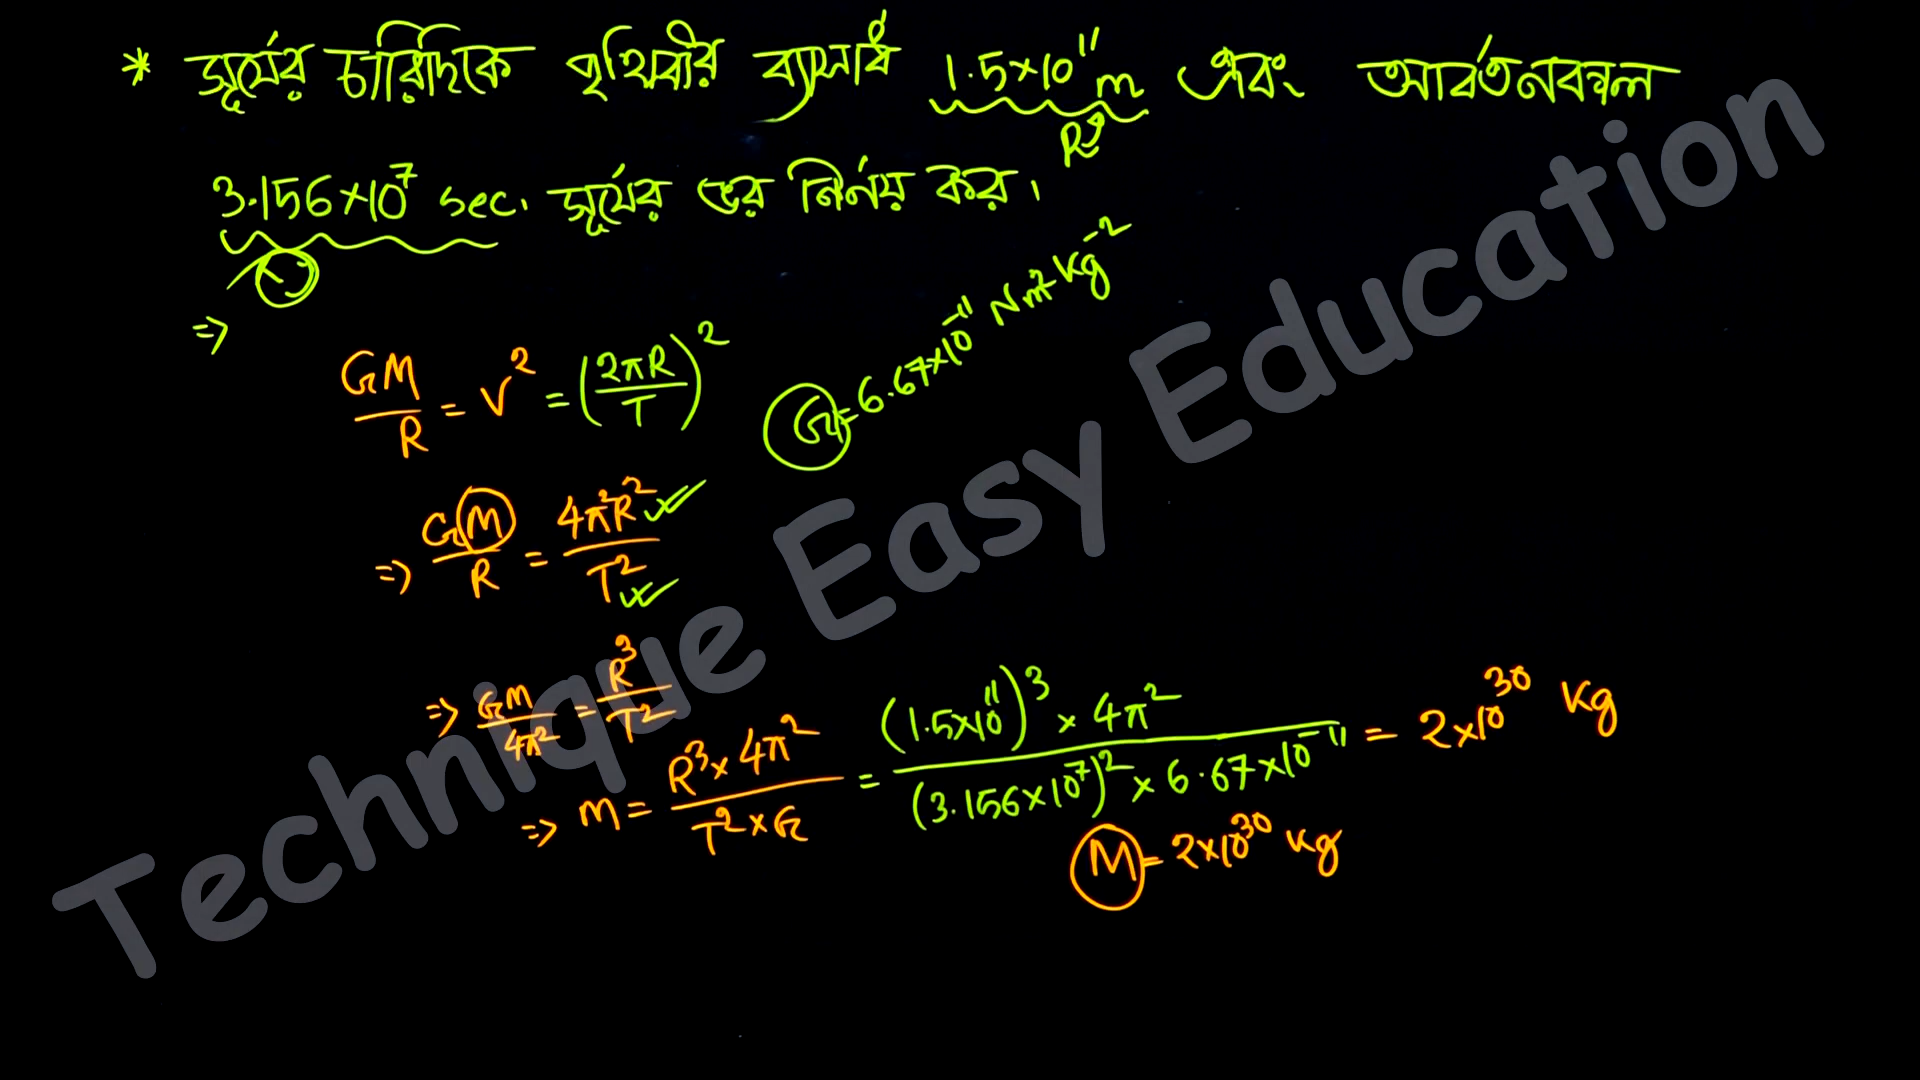 * সূর্যের চারিদিকে পৃথিবীর ব্যাসার্ধ 1.5×10¹¹ m এবং আবর্তনকাল
R
3.156×10⁷ sec. সূর্যের ভর নির্ণয় কর।
⇒
GM/R = V² = (2πR/T)²
G = 6.67×10⁻¹¹ Nm²kg⁻²
⇒ GM/R = 4π²R²/T²
⇒ GM/4π² = R³/T²
⇒ M = R³×4π²/T²×G = (1.5×10¹¹)³ × 4π²/(3.156×10⁷)² × 6.67×10⁻¹¹ = 2×10³⁰ kg
M = 2×10³⁰ kg
Technique Easy Education